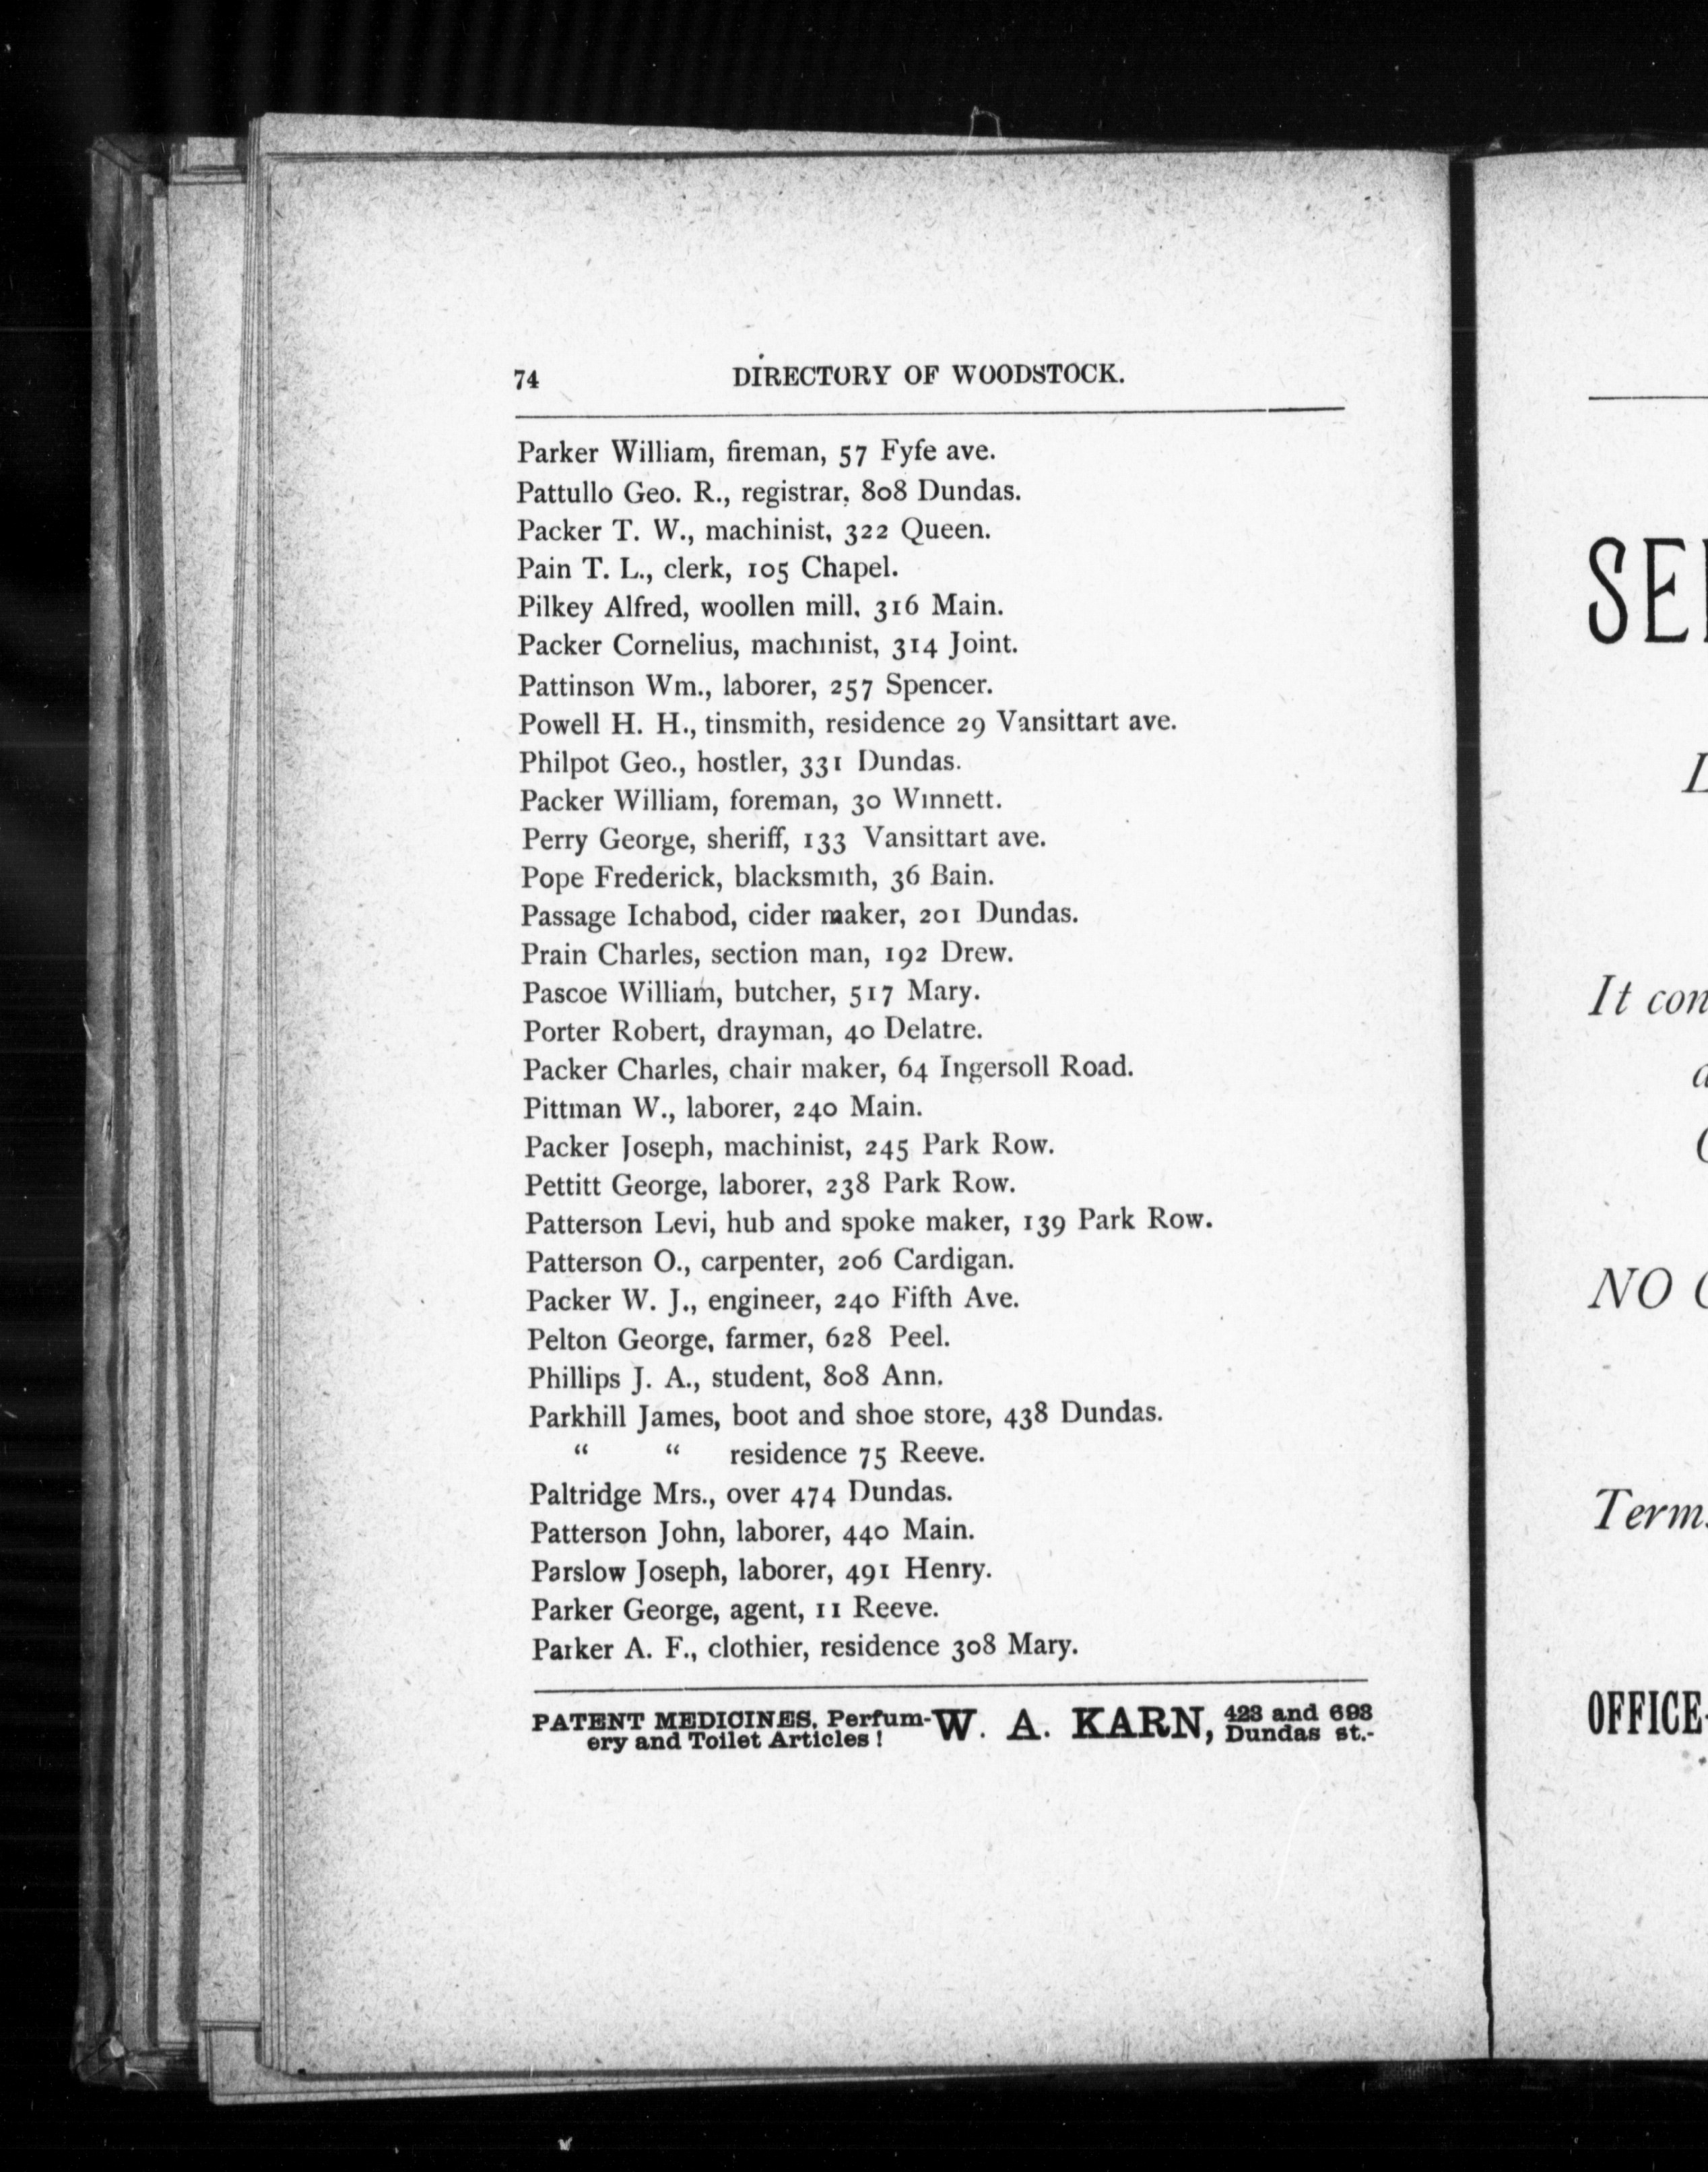 74 DIRECTORY OF WOODSTOCK.
Parker William, fireman, 57 Fyfe ave.
Pattullo Geo. R., registrar, 808 Dundas.
Packer T. W., machinist, 322 Queen.
Pain T. L., clerk, 105 Chapel.
Pilkey Alfred, woollen mill, 316 Main.
Packer Cornelius, machinist, 314 Joint.
Pattinson Wm., laborer, 257 Spencer.
Powell H. H., tinsmith, residence 29 Vansittart ave.
Philpot Geo., hostler, 331 Dundas.
Packer William, foreman, 30 Winnett.
Perry George, sheriff, 133 Vansittart ave.
Pope Frederick, blacksmith, 36 Bain.
Passage Ichabod, cider maker, 201 Dundas.
Prain Charles, section man, 192 Drew.
Pascoe William, butcher, 517 Mary.
Porter Robert, drayman, 40 Delatre.
Packer Charles, chair maker, 64 Ingersoll Road.
Pittman W., laborer, 240 Main.
Packer Joseph, machinist, 245 Park Row.
Pettitt George, laborer, 238 Park Row.
Patterson Levi, hub and spoke maker, 139 Park Row.
Patterson O., carpenter, 206 Cardigan.
Packer W. J., engineer, 240 Fifth Ave.
Pelton George, farmer, 628 Peel.
Phillips J. A., student, 808 Ann.
Parkhill James, boot and shoe store, 438 Dundas.
“ “ residence 75 Reeve.
Paltridge Mrs., over 474 Dundas.
Patterson John, laborer, 440 Main.
Parslow Joseph, laborer, 491 Henry.
Parker George, agent, 11 Reeve.
Parker A. F., clothier, residence 308 Mary.
PATENT MEDICINES, Perfum-
ery and Toilet Articles !
W. A. KARN,
423 and 693
Dundas st.-
It con
NO
Term
OFFICE-